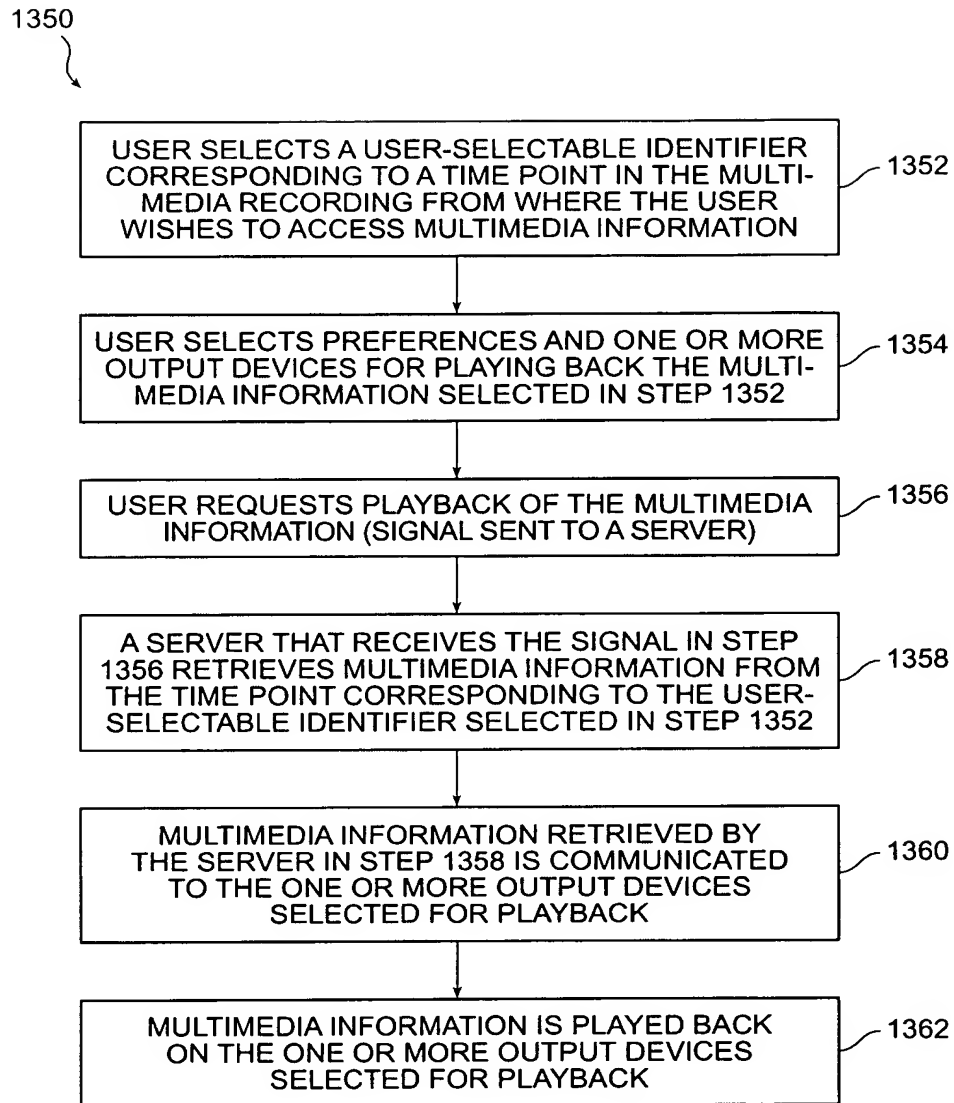 1350
USER SELECTS A USER-SELECTABLE IDENTIFIER
CORRESPONDING TO A TIME POINT IN THE MULTI-
MEDIA RECORDING FROM WHERE THE USER
WISHES TO ACCESS MULTIMEDIA INFORMATION
1352
USER SELECTS PREFERENCES AND ONE OR MORE
OUTPUT DEVICES FOR PLAYING BACK THE MULTI-
MEDIA INFORMATION SELECTED IN STEP 1352
1354
USER REQUESTS PLAYBACK OF THE MULTIMEDIA
INFORMATION (SIGNAL SENT TO A SERVER)
1356
A SERVER THAT RECEIVES THE SIGNAL IN STEP
1356 RETRIEVES MULTIMEDIA INFORMATION FROM
THE TIME POINT CORRESPONDING TO THE USER-
SELECTABLE IDENTIFIER SELECTED IN STEP 1352
1358
MULTIMEDIA INFORMATION RETRIEVED BY
THE SERVER IN STEP 1358 IS COMMUNICATED
TO THE ONE OR MORE OUTPUT DEVICES
SELECTED FOR PLAYBACK
1360
MULTIMEDIA INFORMATION IS PLAYED BACK
ON THE ONE OR MORE OUTPUT DEVICES
SELECTED FOR PLAYBACK
1362